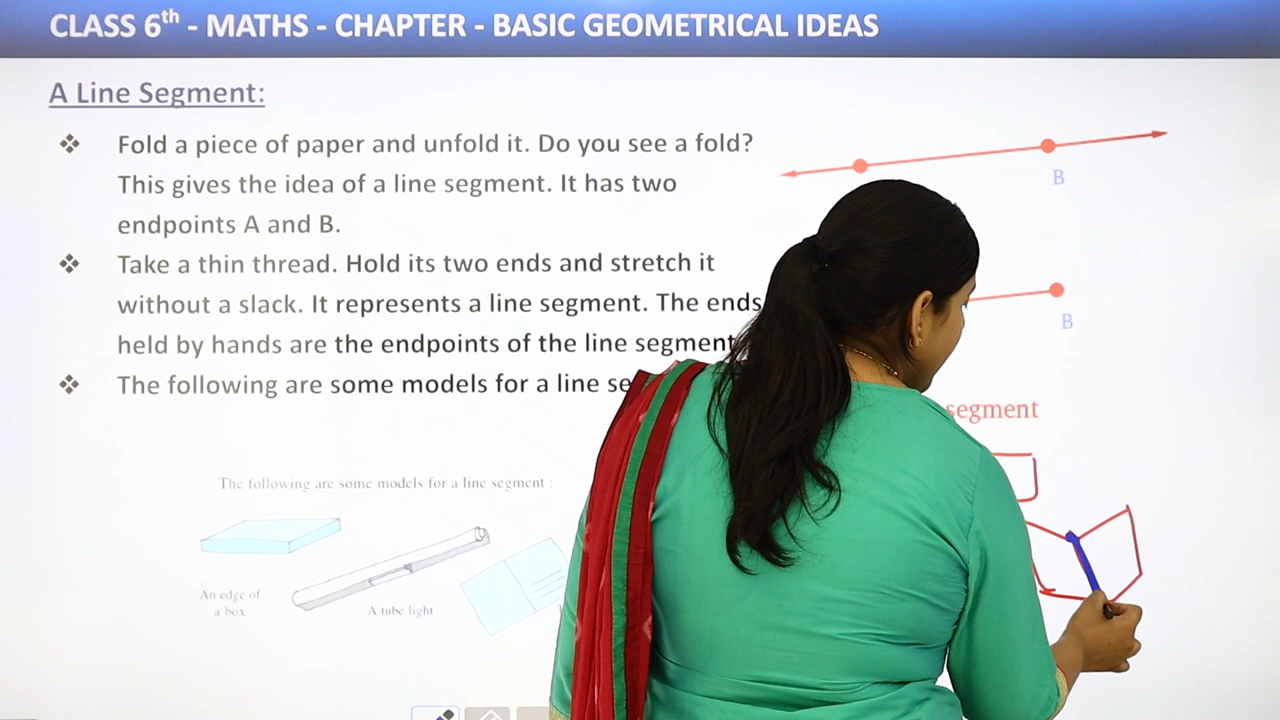 CLASS 6th - MATHS - CHAPTER - BASIC GEOMETRICAL IDEAS
A Line Segment:
❖ Fold a piece of paper and unfold it. Do you see a fold?
This gives the idea of a line segment. It has two
endpoints A and B.
❖ Take a thin thread. Hold its two ends and stretch it
without a slack. It represents a line segment. The ends
held by hands are the endpoints of the line segment
❖ The following are some models for a line se
B
B
segment
The following are some models for a line segment :
An edge of
a box
A tube light